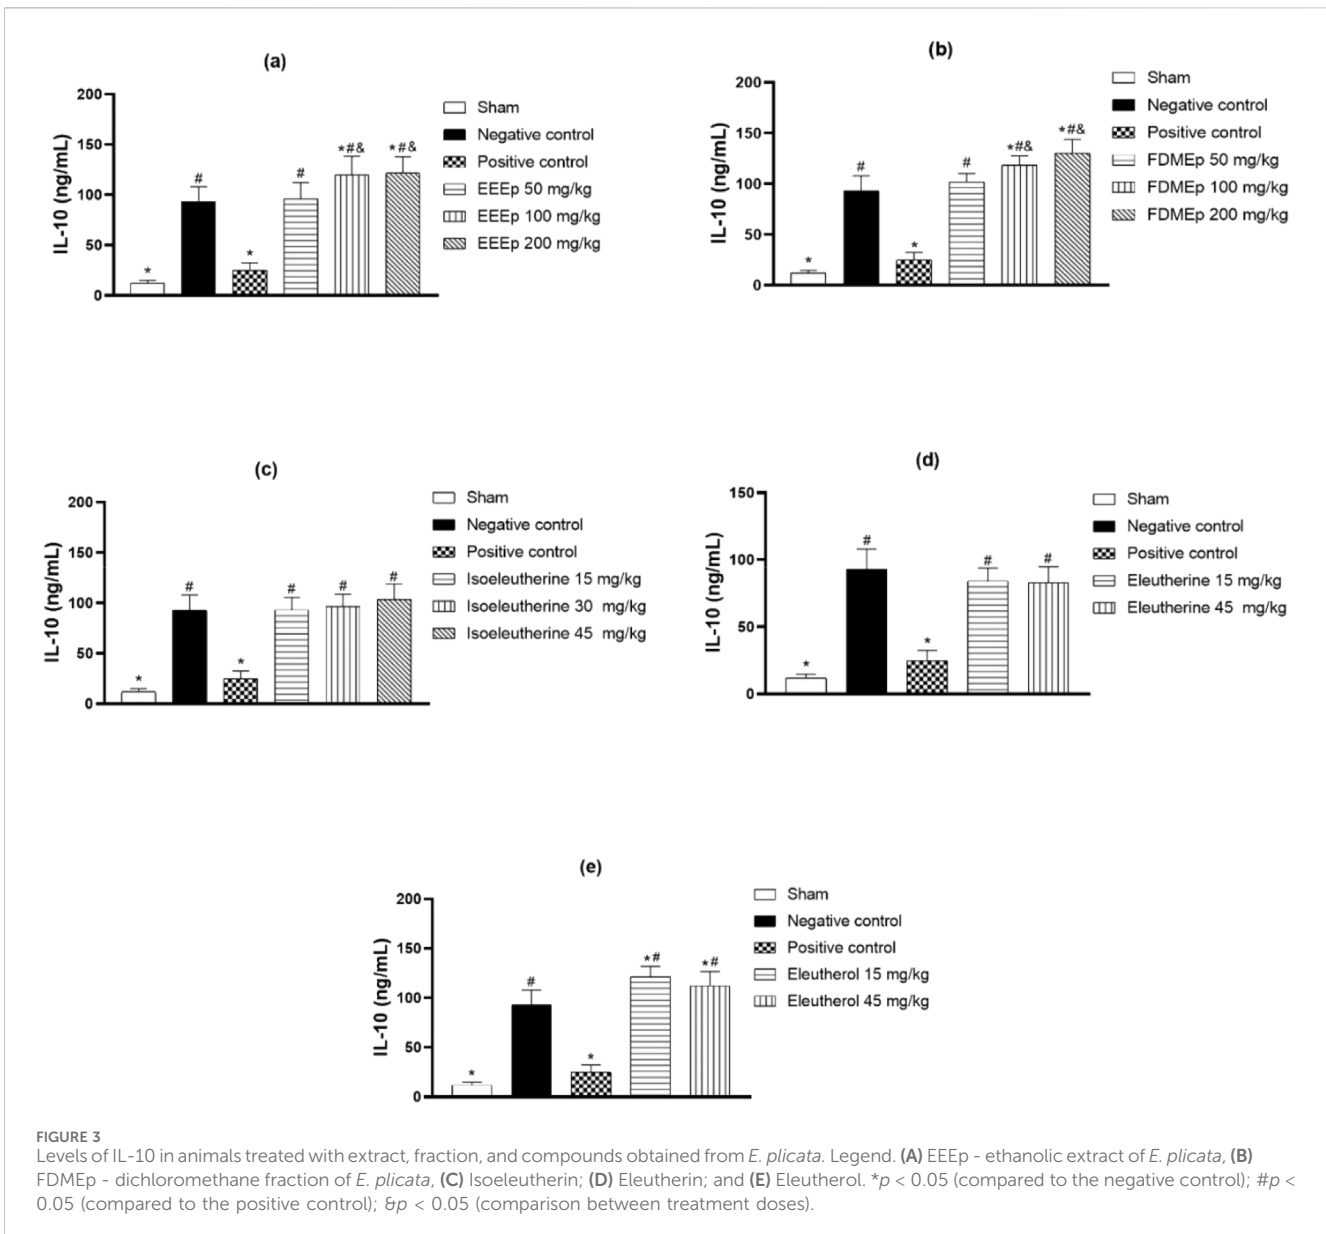 (a)
IL-10 (ng/mL)
200
150
100
50
0
*
#
*
#
*#&
*#&
Sham
Negative control
Positive control
EEEp 50 mg/kg
EEEp 100 mg/kg
EEEp 200 mg/kg
(b)
IL-10 (ng/mL)
200
150
100
50
0
*
#
*
#
*#&
*#&
Sham
Negative control
Positive control
FDMEp 50 mg/kg
FDMEp 100 mg/kg
FDMEp 200 mg/kg
(c)
IL-10 (ng/mL)
200
150
100
50
0
*
#
*
#
#
#
Sham
Negative control
Positive control
Isoeleutherine 15 mg/kg
Isoeleutherine 30 mg/kg
Isoeleutherine 45 mg/kg
(d)
IL-10 (ng/mL)
150
100
50
0
*
#
*
#
#
Sham
Negative control
Positive control
Eleutherine 15 mg/kg
Eleutherine 45 mg/kg
(e)
IL-10 (ng/mL)
200
150
100
50
0
*
#
*
*#
*#
Sham
Negative control
Positive control
Eleutherol 15 mg/kg
Eleutherol 45 mg/kg
FIGURE 3
Levels of IL-10 in animals treated with extract, fraction, and compounds obtained from E. plicata. Legend. (A) EEEp - ethanolic extract of E. plicata, (B)
FDMEp - dichloromethane fraction of E. plicata, (C) Isoeleutherin; (D) Eleutherin; and (E) Eleutherol. *p < 0.05 (compared to the negative control); #p <
0.05 (compared to the positive control); &p < 0.05 (comparison between treatment doses).